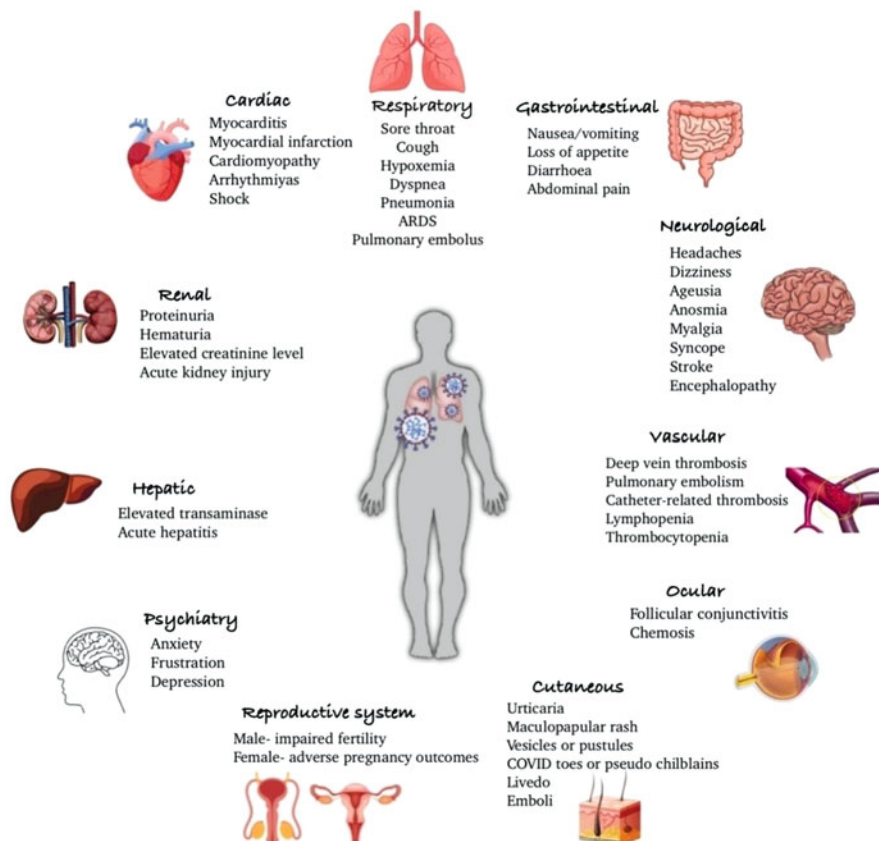 Cardiac
Myocarditis
Myocardial infarction
Cardiomyopathy
Arrhythmiyas
Shock
Respiratory
Sore throat
Cough
Hypoxemia
Dyspnea
Pneumonia
ARDS
Pulmonary embolus
Gastrointestinal
Nausea/vomiting
Loss of appetite
Diarrhoea
Abdominal pain
Neurological
Headaches
Dizziness
Ageusia
Anosmia
Myalgia
Syncope
Stroke
Encephalopathy
Renal
Proteinuria
Hematuria
Elevated creatinine level
Acute kidney injury
Vascular
Deep vein thrombosis
Pulmonary embolism
Catheter-related thrombosis
Lymphopenia
Thrombocytopenia
Hepatic
Elevated transaminase
Acute hepatitis
Ocular
Follicular conjunctivitis
Chemosis
Psychiatry
Anxiety
Frustration
Depression
Reproductive system
Male- impaired fertility
Female- adverse pregnancy outcomes
Cutaneous
Urticaria
Maculopapular rash
Vesicles or pustules
COVID toes or pseudo chilblains
Livedo
Emboli